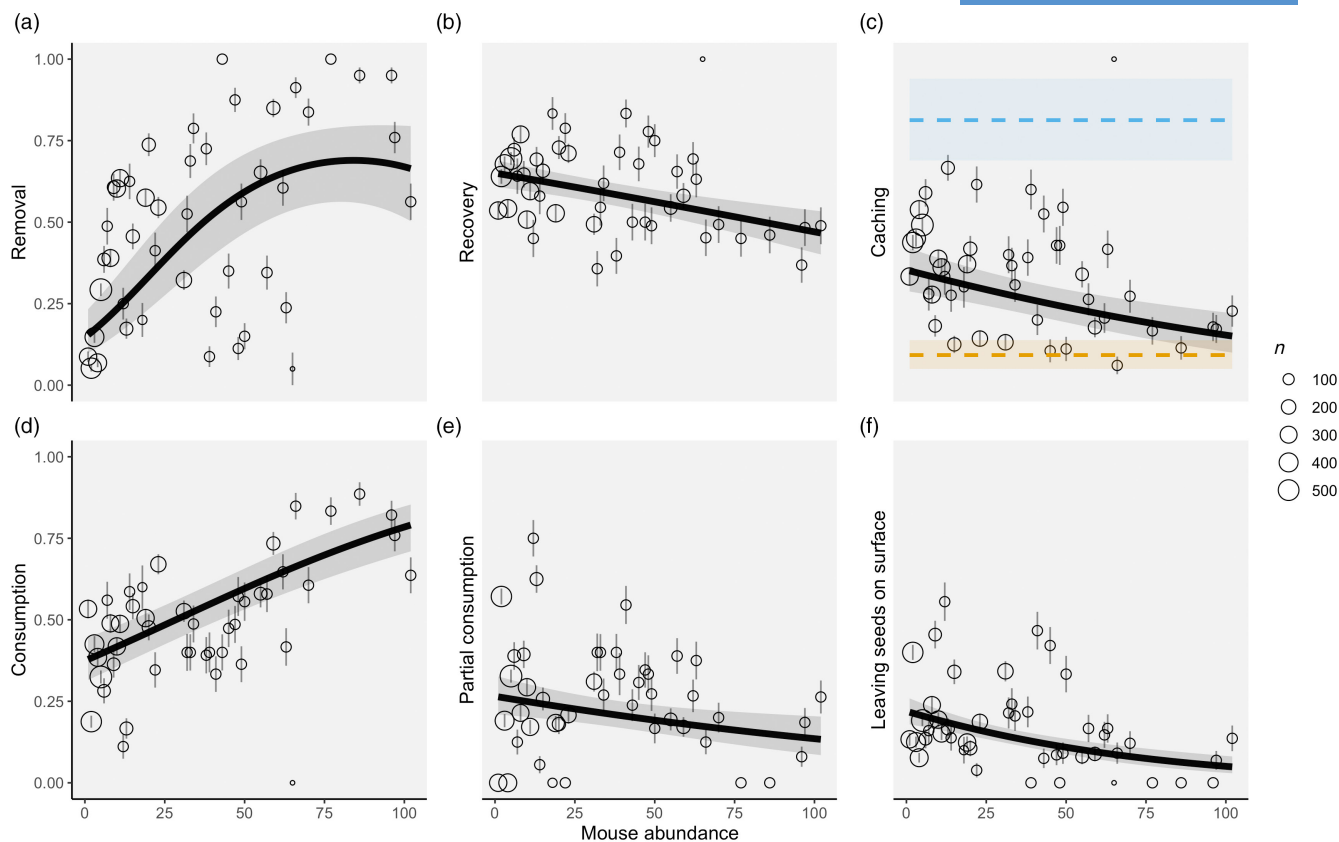 (a)
(b)
(c)
1.00
0.75
0.50
0.25
0.00
Removal
Recovery
Caching
(d)
(e)
(f)
1.00
0.75
0.50
0.25
0.00
Consumption
Partial consumption
Leaving seeds on surface
0 25 50 75 100
0 25 50 75 100
0 25 50 75 100
Mouse abundance
n
100
200
300
400
500